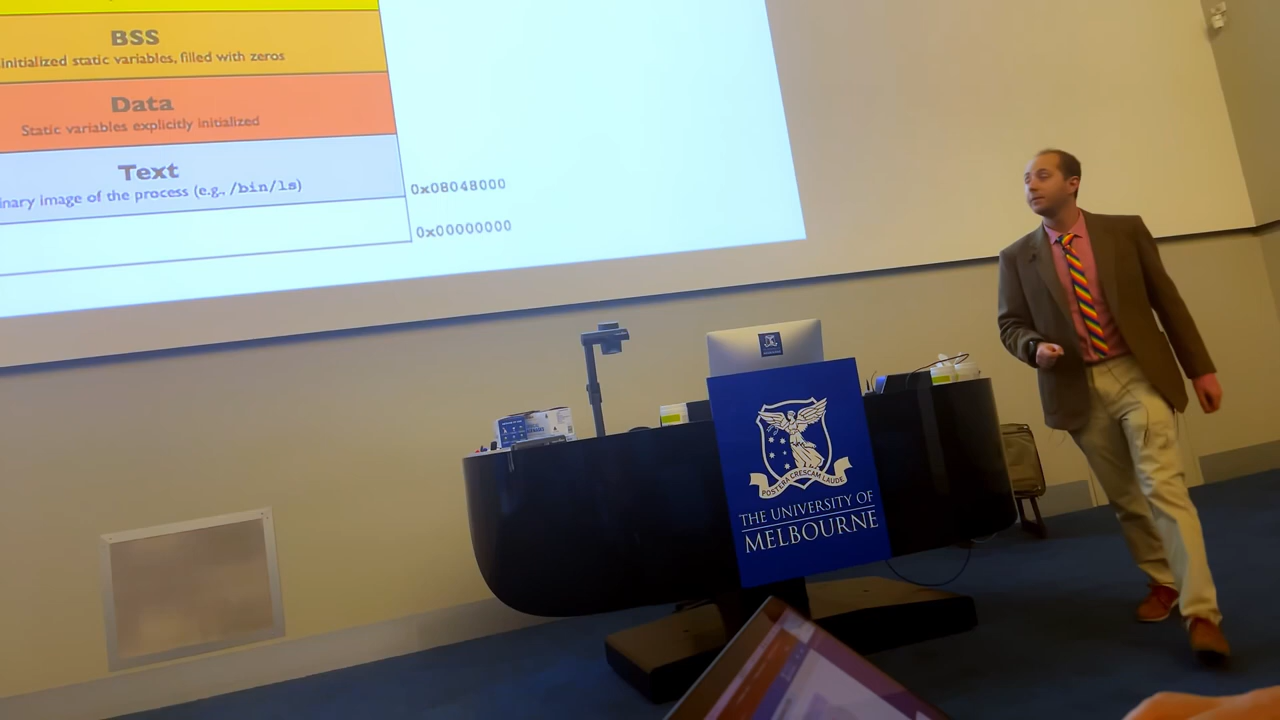 BSS
initialized static variables, filled with zeros
Data
Static variables explicitly initialized
Text
nary image of the process (e.g., /bin/ls)
0x08048000
0x00000000
POSTERA CRESCAM LAUDE
THE UNIVERSITY OF
MELBOURNE